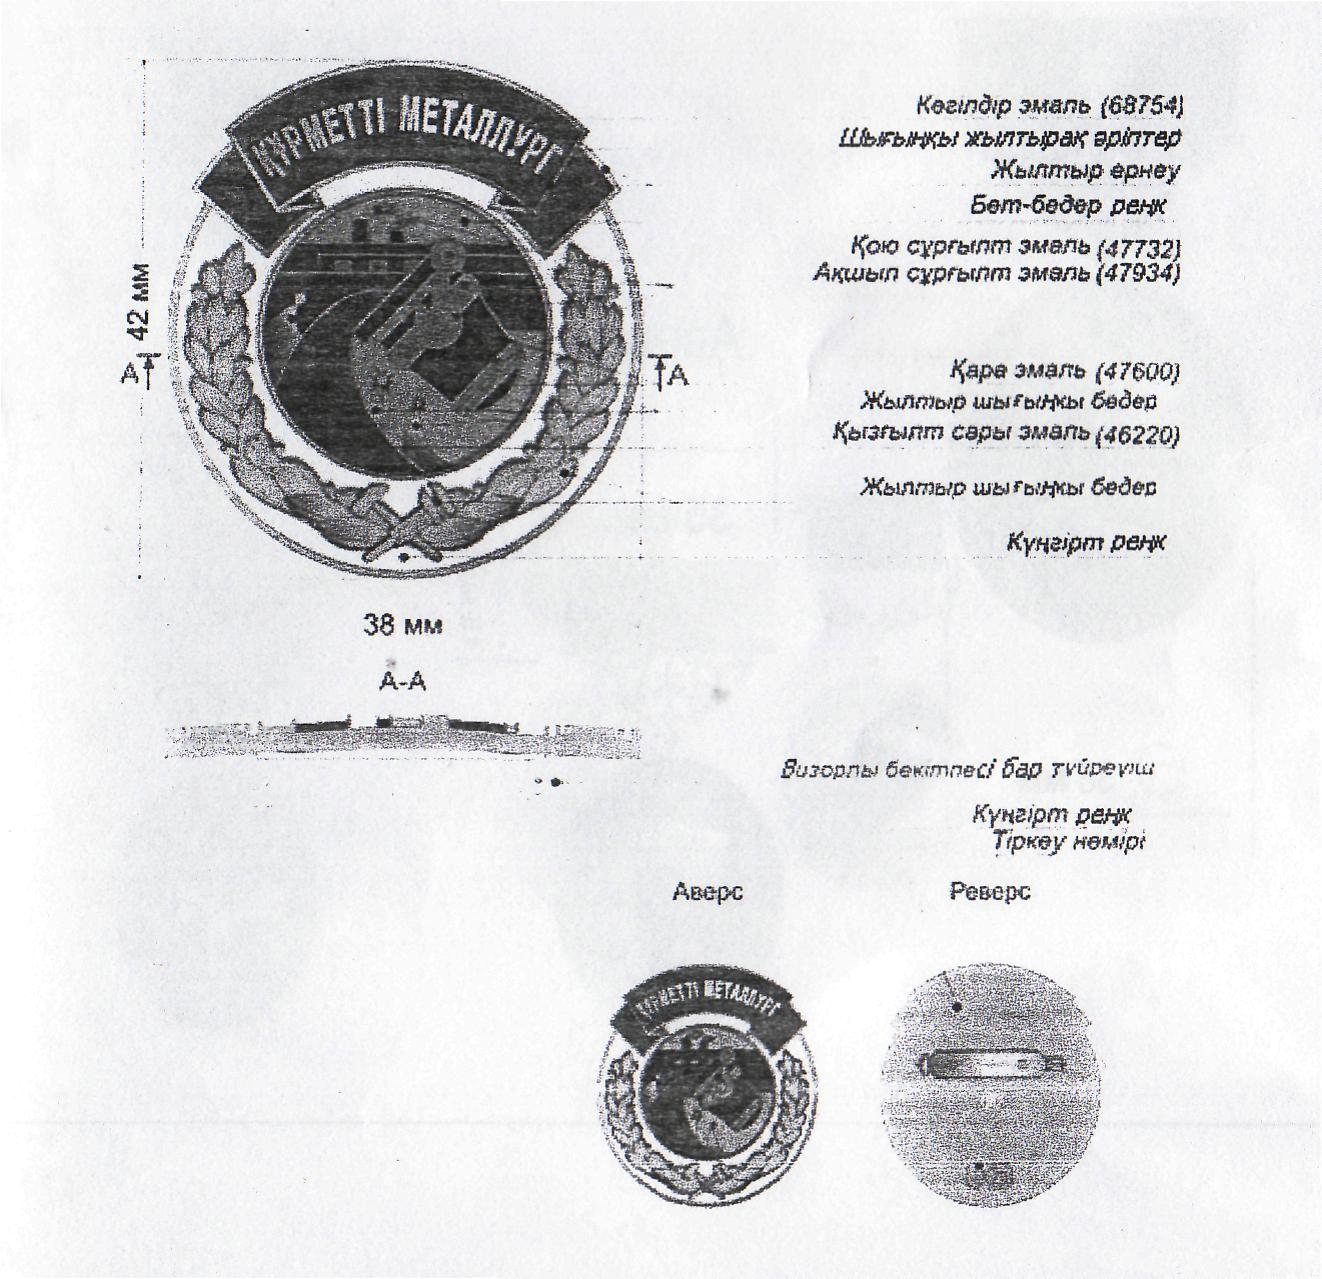 ҚҰРМЕТТІ МЕТАЛЛУРГ
Көгілдір эмаль (68754)
Шығыңқы жылтырақ әріптер
Жылтыр ернеу
Бет-бедер реңк
Қою сұрғылт эмаль (47732)
Ақшыл сұрғылт эмаль (47934)
42 мм
А
А
Қара эмаль (47600)
Жылтыр шығыңкы бедер
Қызғылт сары эмаль (46220)
Жылтыр шығыңкы бедер
Күңгірт реңк
38 мм
А-А
Визорлы бекітпесі бар түйреуіш
Күңгірт реңк
Тіркеу нөмірі
Аверс
Реверс
ҚҰРМЕТТІ МЕТАЛЛУРГ